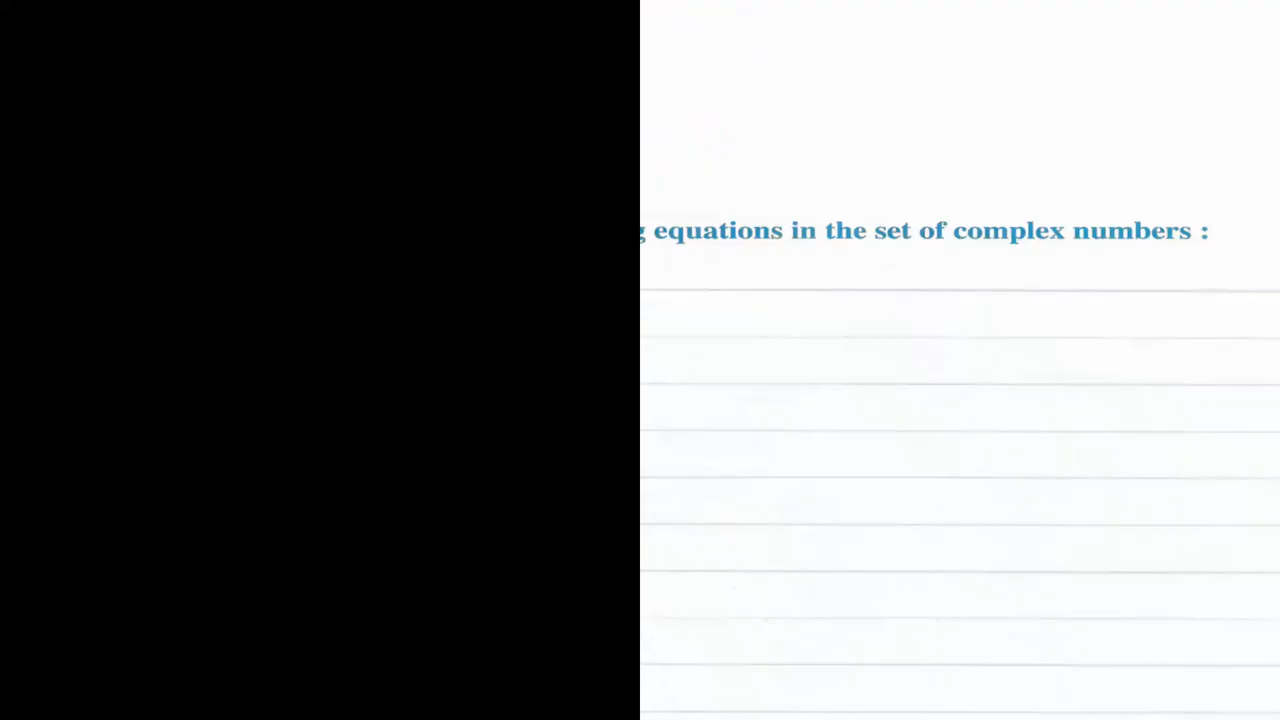 equations in the set of complex numbers :